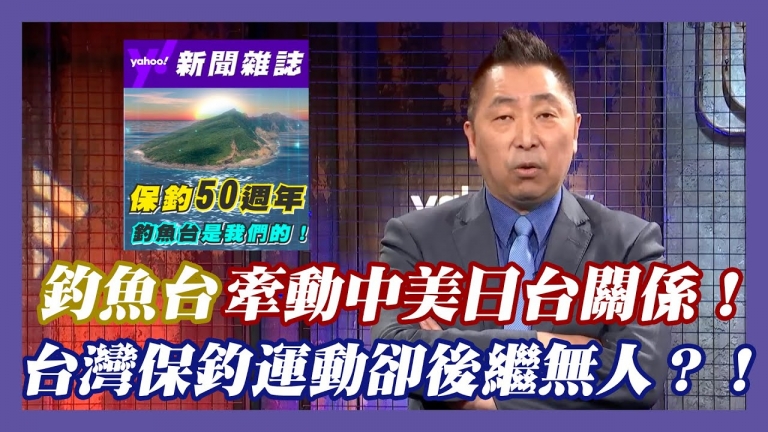 yahoo!
新聞雜誌
保釣50週年
釣魚台是我們的！
釣魚台牽動中美日台關係！
台灣保釣運動卻後繼無人？！